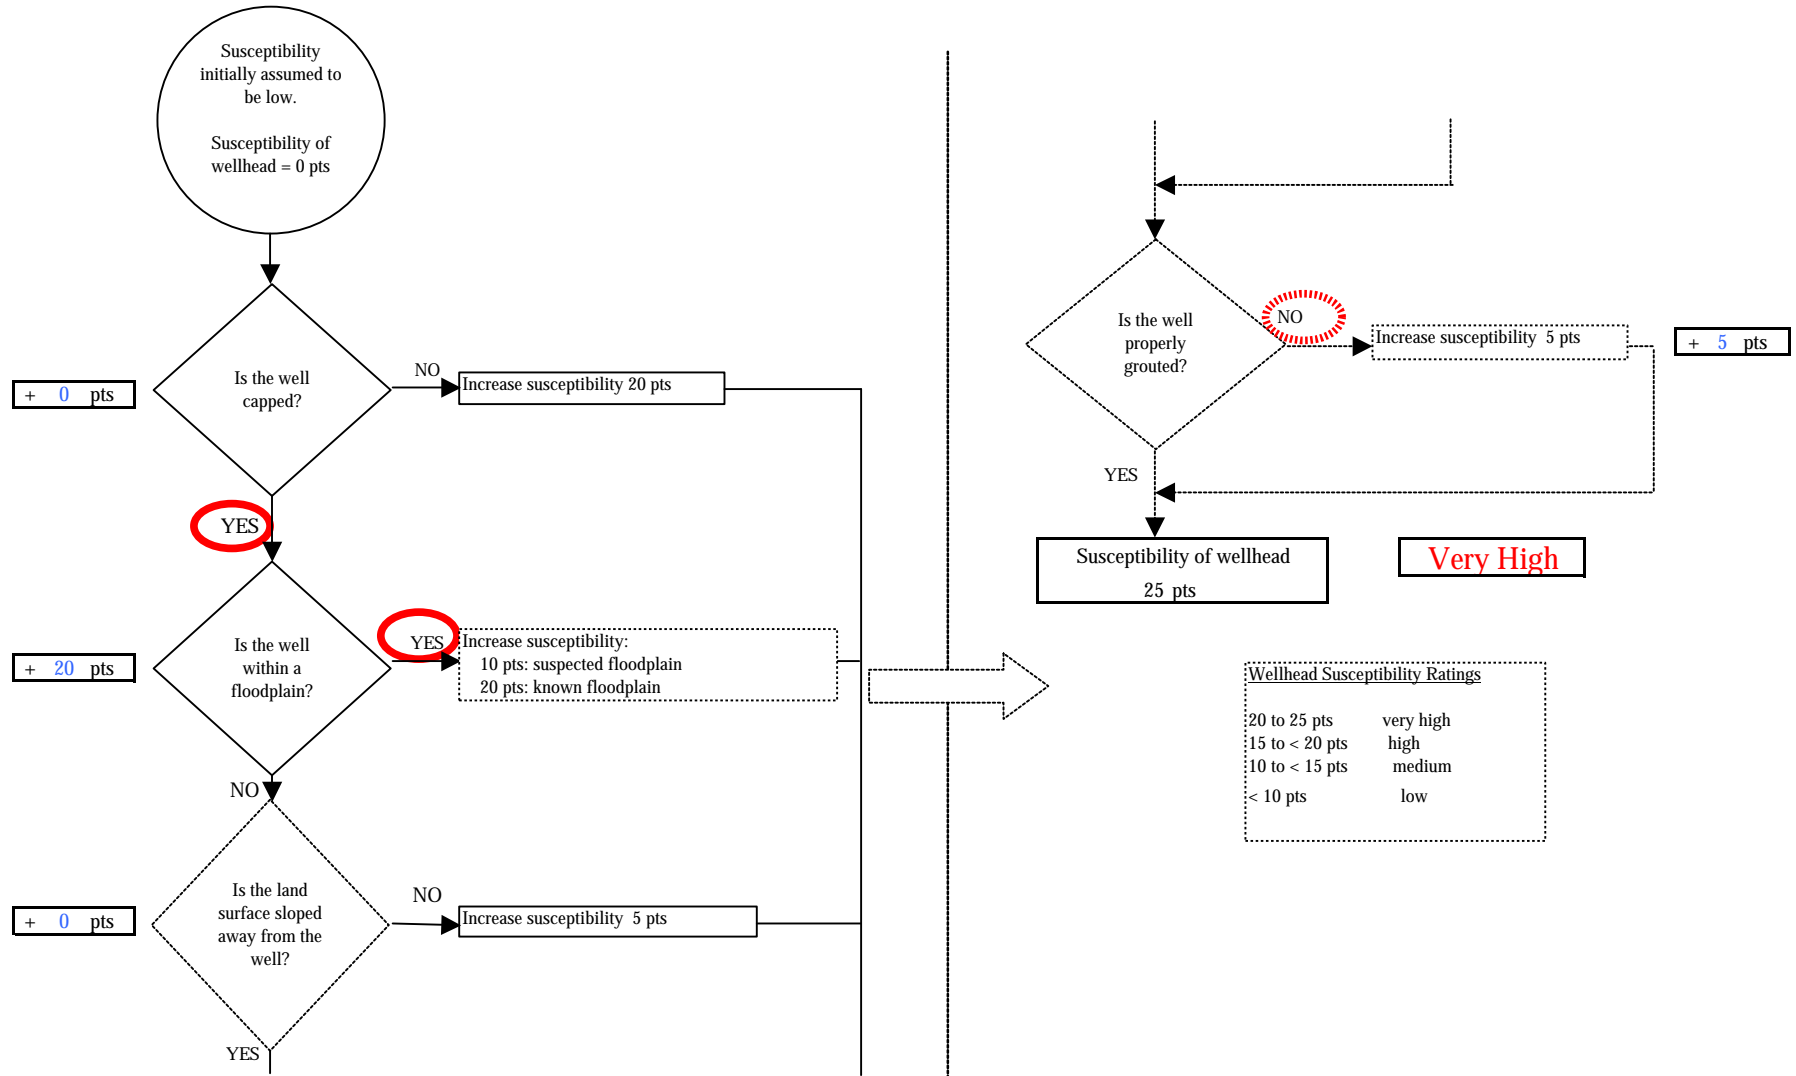 Susceptibility
initially assumed to
be low.
Susceptibility of
wellhead = 0 pts
Is the well
capped?
NO
Increase susceptibility 20 pts
+ 0 pts
YES
Is the well
within a
floodplain?
YES
Increase susceptibility:
10 pts: suspected floodplain
20 pts: known floodplain
+ 20 pts
NO
Is the land
surface sloped
away from the
well?
NO
Increase susceptibility 5 pts
+ 0 pts
YES
Is the well
properly
grouted?
NO
Increase susceptibility 5 pts
+ 5 pts
YES
Susceptibility of wellhead
25 pts
Very High
Wellhead Susceptibility Ratings
20 to 25 pts very high
15 to < 20 pts high
10 to < 15 pts medium
< 10 pts low